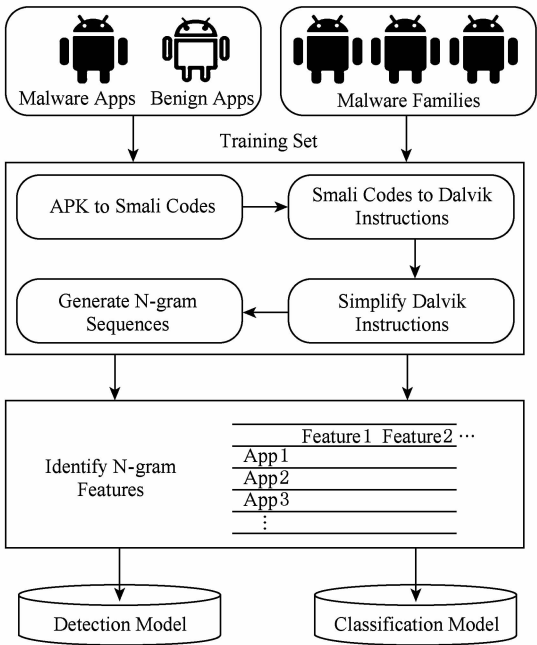 Malware Apps Benign Apps
Malware Families
Training Set
APK to Smali Codes
Smali Codes to Dalvik
Instructions
Generate N-gram
Sequences
Simplify Dalvik
Instructions
Identify N-gram
Features
Feature1 Feature2 ⋯
App1
App2
App3
⋮
Detection Model
Classification Model